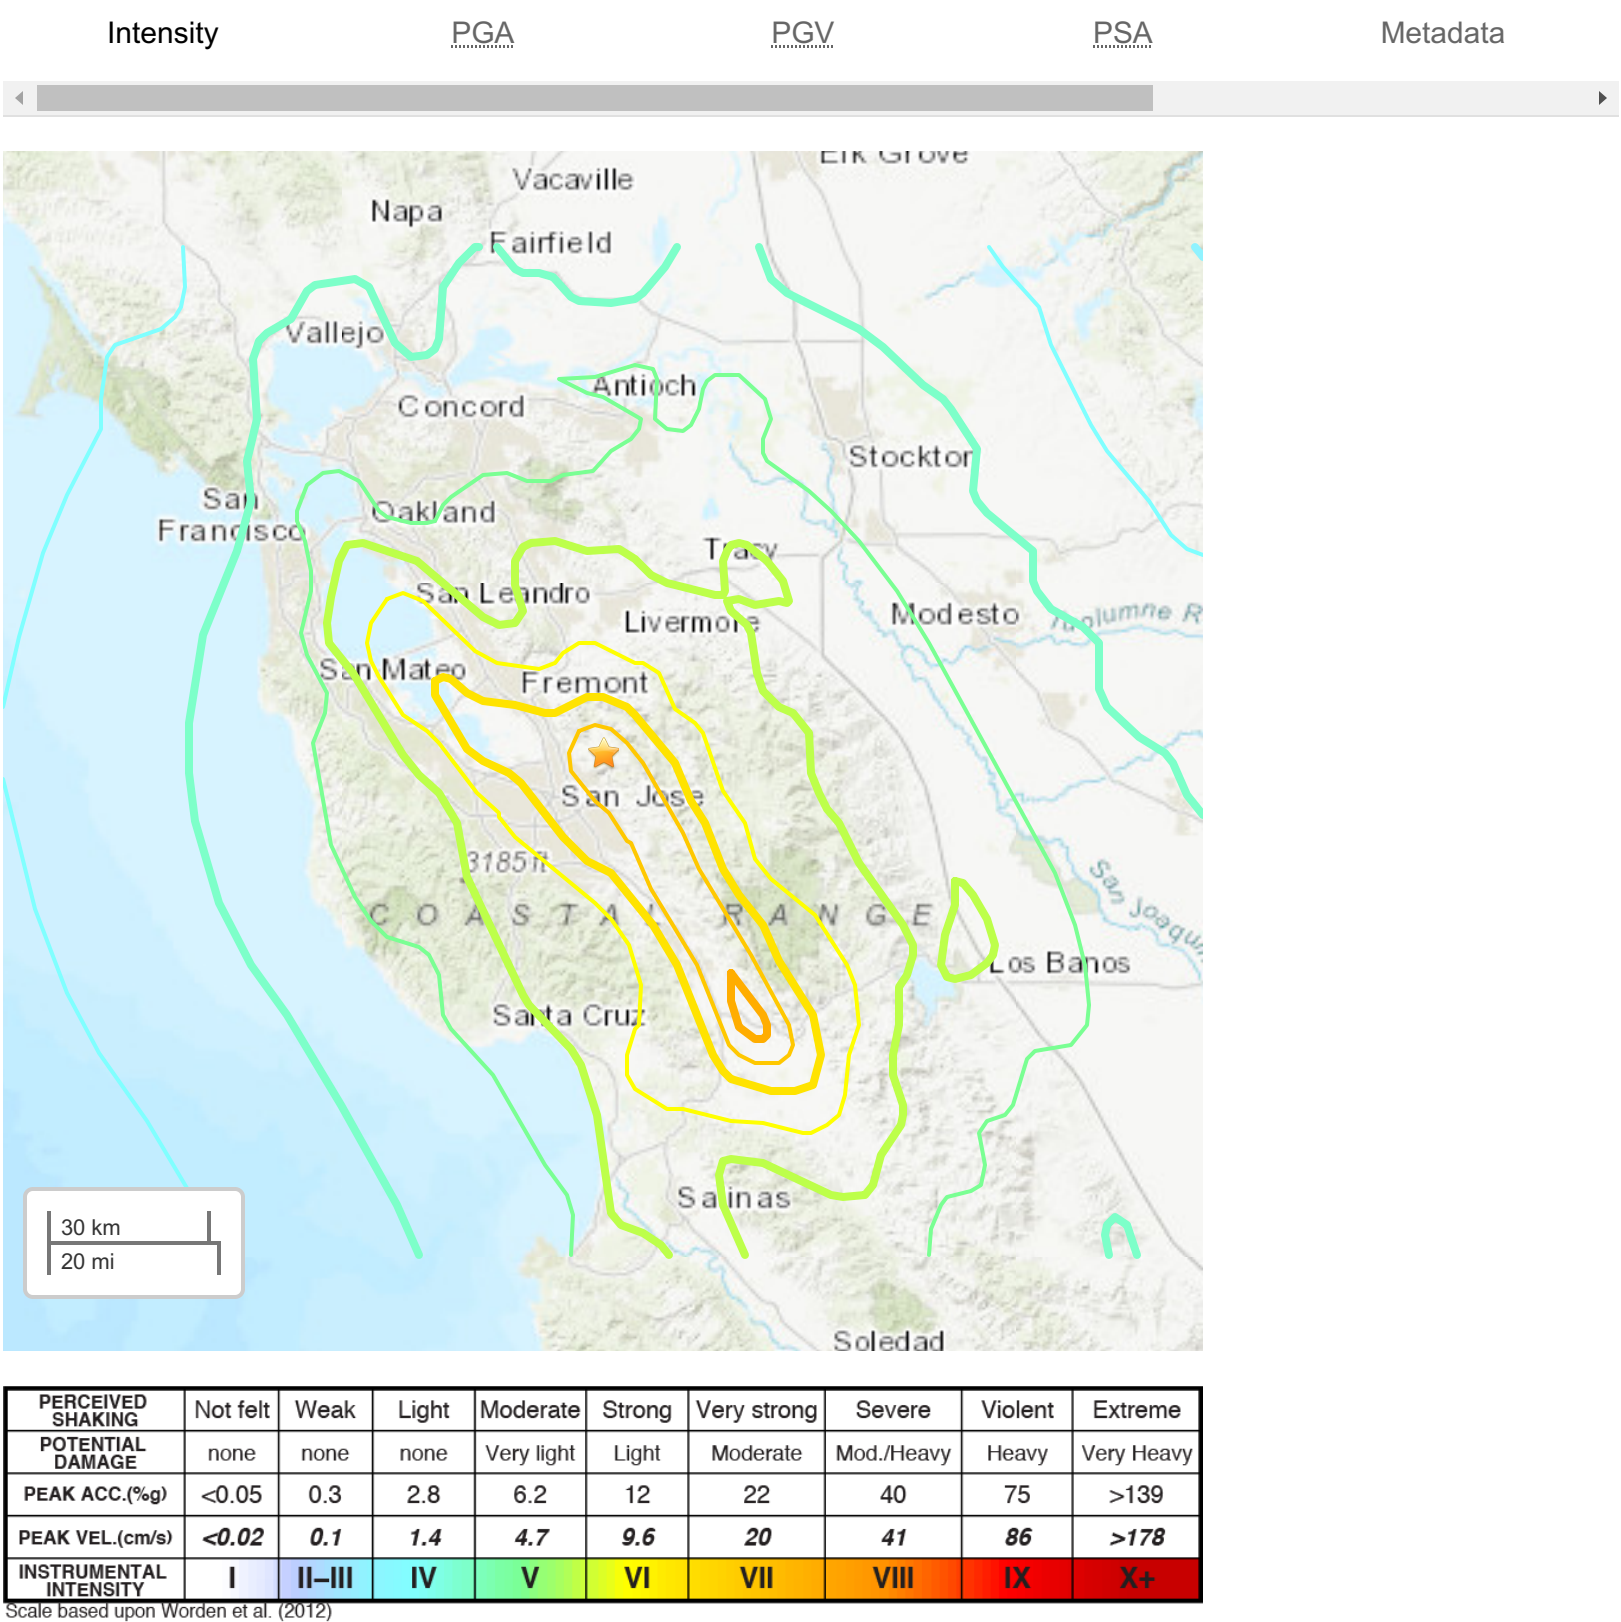 Intensity PGA PGV PSA Metadata
Elk Grove
Vacaville
Napa
Fairfield
Vallejo
Antioch
Concord
Stockton
San
Francisco
Oakland
Tracy
San Leandro
Livermore
Modesto
Tuolumne R
San Mateo
Fremont
San Jose
3185 ft
San Joaqui
COASTAL RANGE
Los Banos
Santa Cruz
Salinas
30 km
20 mi
Soledad
PERCEIVED SHAKING Not felt Weak Light Moderate Strong Very strong Severe Violent Extreme
POTENTIAL DAMAGE none none none Very light Light Moderate Mod./Heavy Heavy Very Heavy
PEAK ACC.(%g) <0.05 0.3 2.8 6.2 12 22 40 75 >139
PEAK VEL.(cm/s) <0.02 0.1 1.4 4.7 9.6 20 41 86 >178
INSTRUMENTAL INTENSITY I II–III IV V VI VII VIII IX X+
Scale based upon Worden et al. (2012)